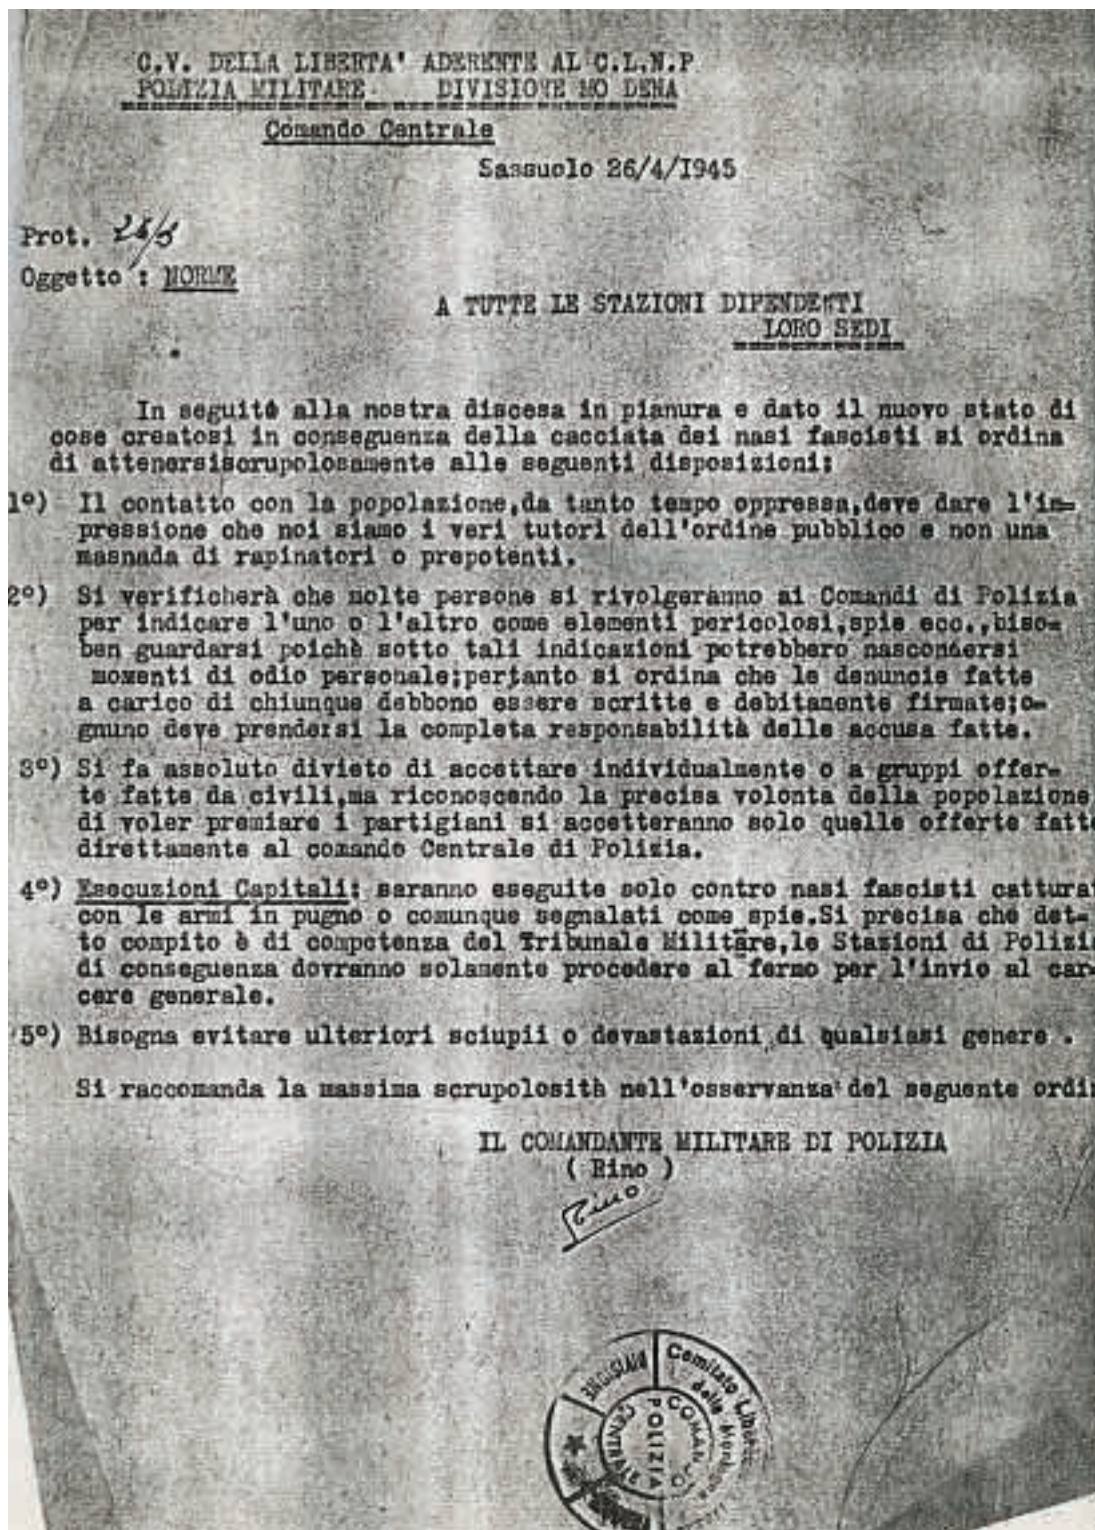 C.V. DELLA LIBERTA' ADERENTE AL C.L.N.P
POLIZIA MILITARE. DIVISIONE MO DENA
Comando Centrale
Sassuolo 26/4/I945
Prot.
Oggetto : NORME
A TUTTE LE STAZIONI DIPENDENTI
LORO SEDI
In seguito alla nostra discesa in pianura e dato il nuovo stato di
cose creatosi in conseguenza della cacciata dei nasi fascisti si ordina
di attenersiscrupolosamente alle seguenti disposizioni:
1°) Il contatto con la popolazione,da tanto tempo oppressa,deve dare l'im=
pressione che noi siamo i veri tutori dell'ordine pubblico e non una
masnada di rapinatori o prepotenti.
2°) Si verificherà che molte persone si rivolgeranno ai Comandi di Polizia
per indicare l'uno o l'altro come elementi pericolosi,spie ecc.,biso=
ben guardarsi poichè sotto tali indicazioni potrebbero nascondersi
momenti di odio personale;pertanto si ordina che le denuncie fatte
a carico di chiunque debbono essere scritte e debitamente firmate;o=
gnuno deve prendersi la completa responsabilità delle accusa fatte.
3°) Si fa assoluto divieto di accettare individualmente o a gruppi offer=
te fatte da civili,ma riconoscendo la precisa volonta della popolazione
di voler premiare i partigiani si accetteranno solo quelle offerte fatte
direttamente al comando Centrale di Polizia.
4°) Esecuzioni Capitali: saranno eseguite solo contro nasi fascisti catturat
con le armi in pugno o comunque segnalati come spie.Si precisa che det=
to compito è di competenza del Tribunale Militare,le Stazioni di Polizia
di conseguenza dovranno solamente procedere al fermo per l'invio al car=
cere generale.
5°) Bisogna evitare ulteriori sciupii o devastazioni di qualsiasi genere .
Si raccomanda la massima scrupolosità nell'osservanza del seguente ordin
IL COMANDANTE MILITARE DI POLIZIA
( Rino )
Rino
DIVISIONE
Comitato
COMANDO
POLIZIA
CENTRALE